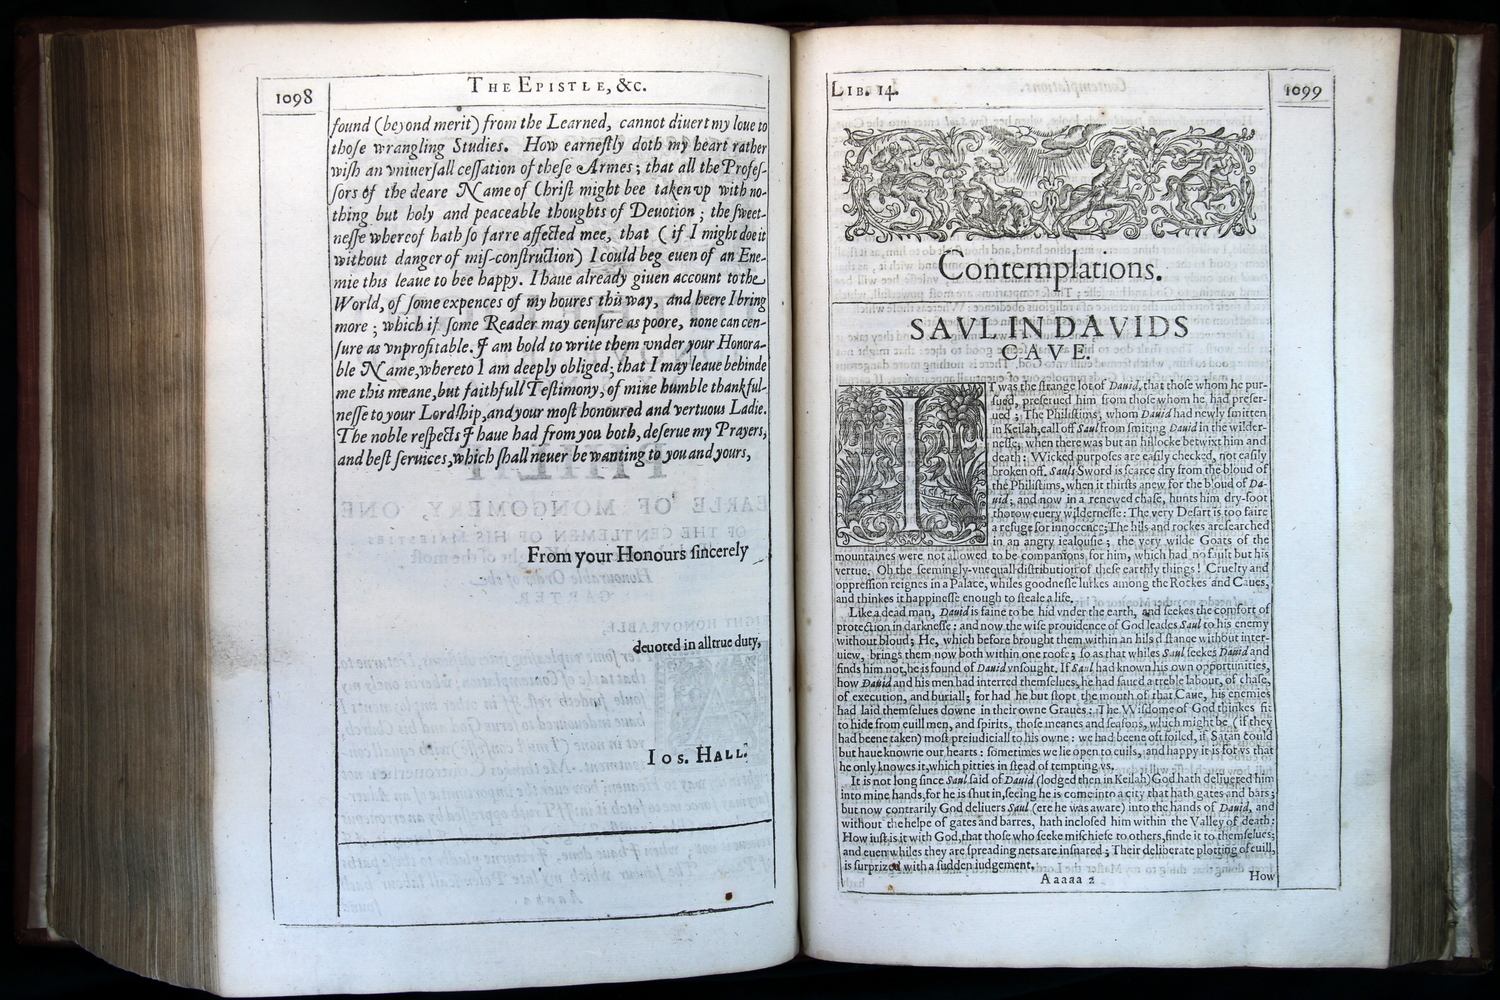 1098
THE EPISTLE, &c.
found (beyond merit) from the Learned, cannot diuert my loue to
those wrangling Studies. How earnestly doth my heart rather
wish an vniuersall cessation of these Armes; that all the Profes-
sors of the deare Name of Christ might bee taken vp with no-
thing but holy and peaceable thoughts of Deuotion; the sweet-
nesse whereof hath so farre affected mee, that (if I might doe it
without danger of mis-construction) I could beg euen of an Ene-
mie this leaue to bee happy. I haue already giuen account to the
World, of some expences of my houres this way, and heere I bring
more; which if some Reader may censure as poore, none can cen-
sure as vnprofitable. I am bold to write them vnder your Honora-
ble Name, whereto I am deeply obliged; that I may leaue behinde
me this meane, but faithfull Testimony, of mine humble thankful-
nesse to your Lordship, and your most honoured and vertuous Ladie.
The noble respects I haue had from you both, deserue my Prayers,
and best seruices, which shall neuer be wanting to you and yours,
From your Honours sincerely
deuoted in all true duty,
Ios. HALL.
LIB. 14.
1099
Contemplations.
SAVL IN DAVIDS
CAVE.
IT was the strange lot of Dauid, that those whom he pur-
sued, preserued him from those whom he had preser-
ued; The Philistims, whom Dauid had newly smitten
in Keilah, call off Saul from smiting Dauid in the wilder-
nesse, when there was but an hillocke betwixt him and
death: Wicked purposes are easily checked, not easily
broken off. Sauls Sword is scarce dry from the bloud of
the Philistims, when it thirsts anew for the bloud of Da-
uid; and now in a renewed chase, hunts him dry-foot
thorow euery wildernesse: The very Desart is too faire
a refuge for innocence; The hils and rockes are searched
in an angry iealousie; the very wilde Goats of the
mountaines were not allowed to be companions for him, which had no fault but his
vertue. Oh the seemingly-vnequall distribution of these earthly things! Cruelty and
oppression reignes in a Palace, whiles goodnesse lurkes among the Rockes and Caues,
and thinkes it happinesse enough to steale a life.
Like a dead man, Dauid is faine to be hid vnder the earth, and seekes the comfort of
protection in darknesse: and now the wise prouidence of God leades Saul to his enemy
without bloud; He, which before brought them within an hils distance without inter-
uiew, brings them now both within one roofe; so as that whiles Saul seekes Dauid and
finds him not, he is found of Dauid vnsought. If Saul had known his own opportunities,
how Dauid and his men had interred themselues, he had saued a treble labour, of chase,
of execution, and buriall; for had he but stopt the mouth of that Caue, his enemies
had laid themselues downe in their owne Graues: The Wisdome of God thinkes fit
to hide from euill men, and spirits, those meanes and seasons, which might be (if they
had beene taken) most preiudiciall to his owne: we had beene oft foiled, if Satan could
but haue knowne our hearts: sometimes we lie open to euils, and happy it is for vs that
he only knowes it, which pitties in stead of tempting vs.
It is not long since Saul said of Dauid (lodged then in Keilah) God hath deliuered him
into mine hands, for he is shut in, seeing he is come into a city that hath gates and bars;
but now contrarily God deliuers Saul (ere he was aware) into the hands of Dauid, and
without the helpe of gates and barres, hath inclosed him within the Valley of death:
How iust is it with God, that those who seeke mischiefe to others, finde it to themselues;
and euen whiles they are spreading nets are insnared; Their deliberate plotting of euill,
is surprized with a sudden iudgement.
Aaaaa 2
How